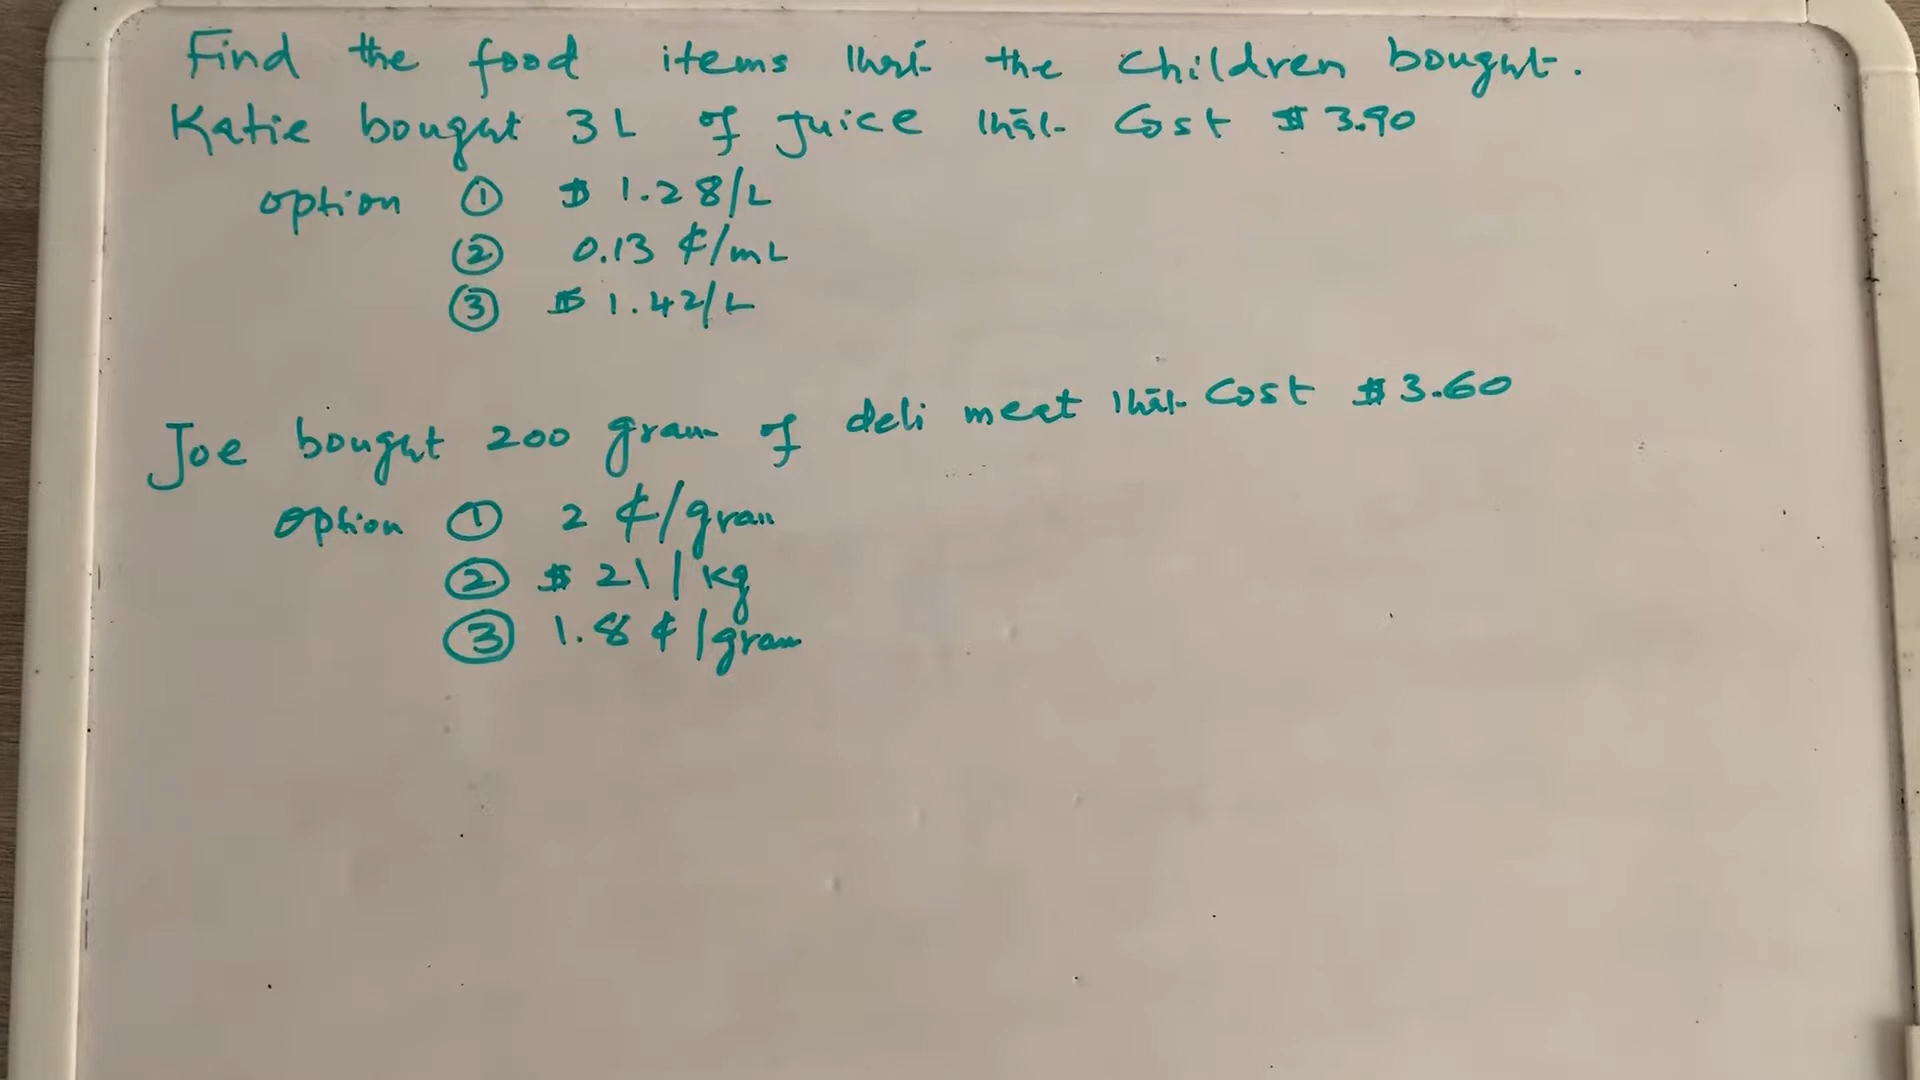 Find the food items that the children bought.
Katie bought 3L of juice that cost $3.90
option ① $1.28/L
② 0.13 ¢/mL
③ $1.42/L
Joe bought 200 gram of deli meat that cost $3.60
option ① 2 ¢/gram
② $21/kg
③ 1.8 ¢/gram